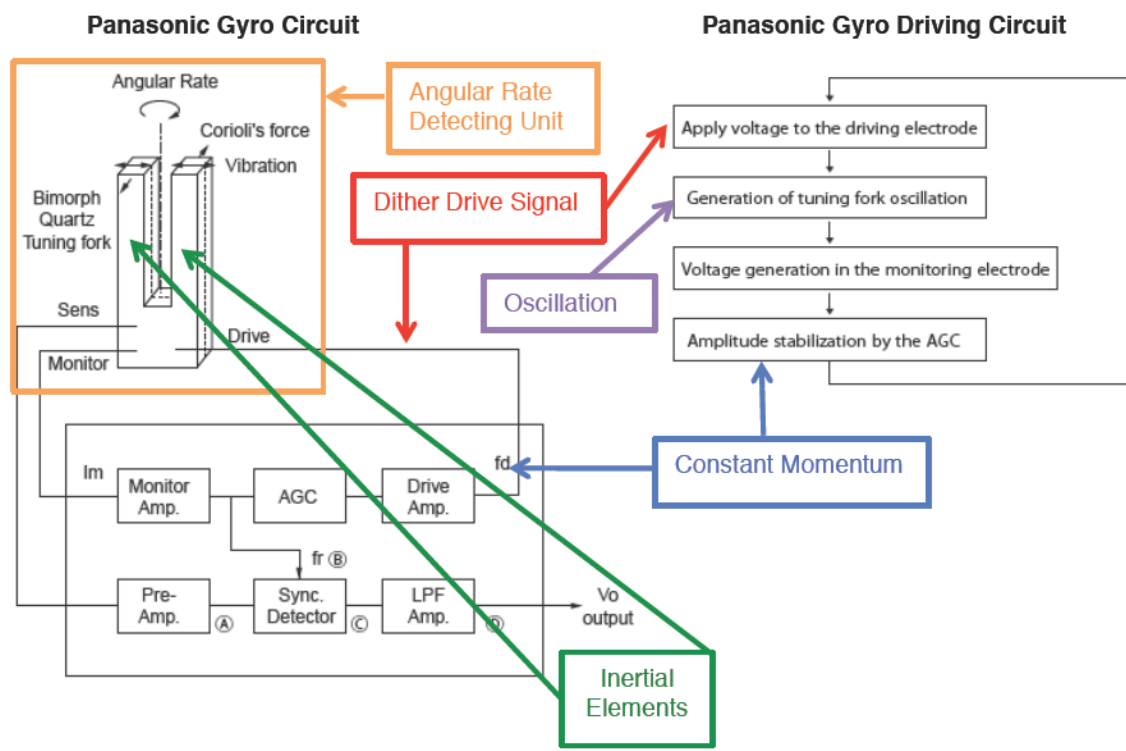 Panasonic Gyro Circuit
Panasonic Gyro Driving Circuit
Angular Rate
Corioli's force
Vibration
Bimorph
Quartz
Tuning fork
Sens
Monitor
Drive
Angular Rate
Detecting Unit
Dither Drive Signal
Oscillation
Apply voltage to the driving electrode
Generation of tuning fork oscillation
Voltage generation in the monitoring electrode
Amplitude stabilization by the AGC
Constant Momentum
Im
Monitor
Amp.
AGC
Drive
Amp.
fd
fr Ⓑ
Pre-
Amp.
Ⓐ
Sync.
Detector
Ⓒ
LPF
Amp.
Ⓓ
Vo
output
Inertial
Elements